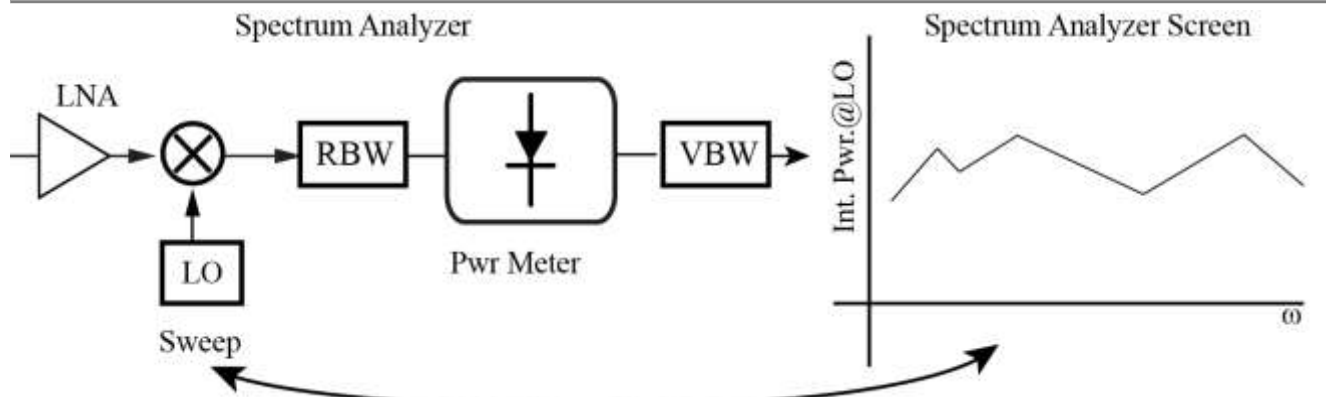 Spectrum Analyzer
Spectrum Analyzer Screen
LNA
RBW
VBW
LO
Pwr Meter
Sweep
Int. Pwr.@LO
ω